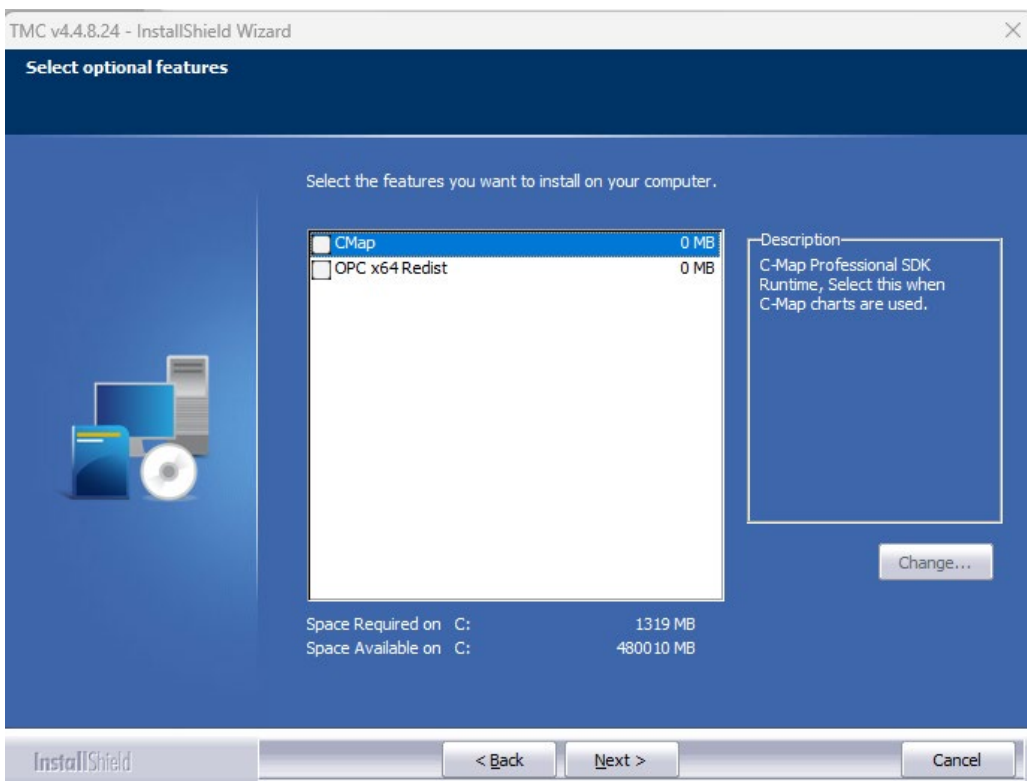 TMC v4.4.8.24 - InstallShield Wizard
Select optional features
Select the features you want to install on your computer.
CMap 0 MB
OPC x64 Redist 0 MB
Description
C-Map Professional SDK
Runtime, Select this when
C-Map charts are used.
Change...
Space Required on C: 1319 MB
Space Available on C: 480010 MB
InstallShield
< Back Next > Cancel